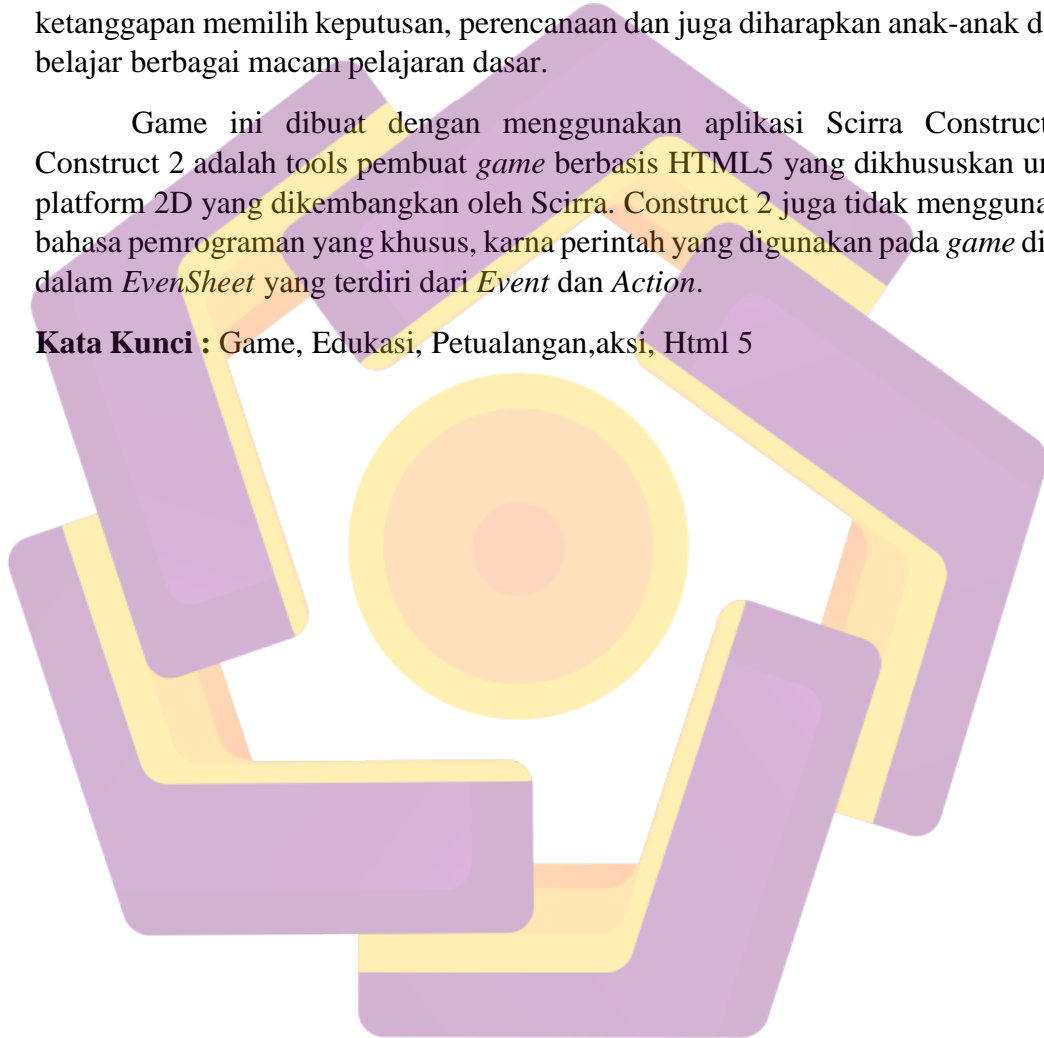 ketanggapan memilih keputusan, perencanaan dan juga diharapkan anak-anak
belajar berbagai macam pelajaran dasar.
Game ini dibuat dengan menggunakan aplikasi Scirra Construct
Construct 2 adalah tools pembuat game berbasis HTML5 yang dikhususkan
platform 2D yang dikembangkan oleh Scirra. Construct 2 juga tidak
bahasa pemrograman yang khusus, karna perintah yang digunakan pada game
dalam EvenSheet yang terdiri dari Event dan Action.
Kata Kunci : Game, Edukasi, Petualangan,aksi, Html 5